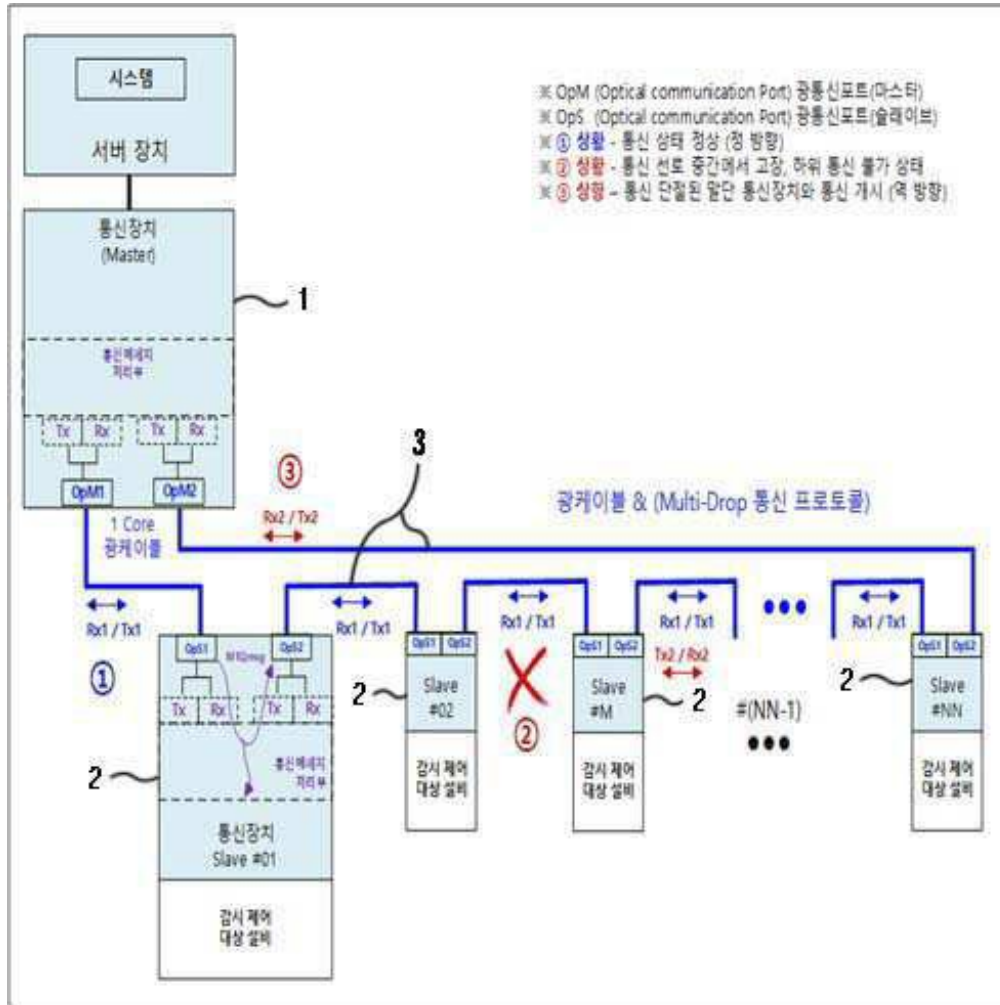 시스템
서버 장치
※ OpM (Optical communication Port) 광통신포트(마스터)
※ OpS (Optical communication Port) 광통신포트(슬레이브)
※ ① 상황 - 통신 상태 정상 (정 방향)
※ ② 상황 - 통신 선로 중간에서 고장, 하위 통신 불가 상태
※ ③ 상황 – 통신 단절된 말단 통신장치와 통신 개시 (역 방향)
통신장치
(Master)
1
통신메세지
처리부
Tx Rx Tx Rx
OpM1 OpM2
③
3
Rx2 / Tx2
광케이블 & (Multi-Drop 통신 프로토콜)
1 Core
광케이블
Rx1 / Tx1
Rx1 / Tx1
Rx1 / Tx1
Rx1 / Tx1
Rx1 / Tx1
①
OpS1 OpS2
OpS1 OpS2
OpS1 OpS2
OpS1 OpS2
Tx Rx Tx Rx
2
Slave
#02
②
Slave
#M
2
Tx2 / Rx2
#(NN-1)
2
Slave
#NN
2
통신메세지
처리부
감시 제어
대상 설비
감시 제어
대상 설비
감시 제어
대상 설비
통신장치
Slave #01
감시 제어
대상 설비